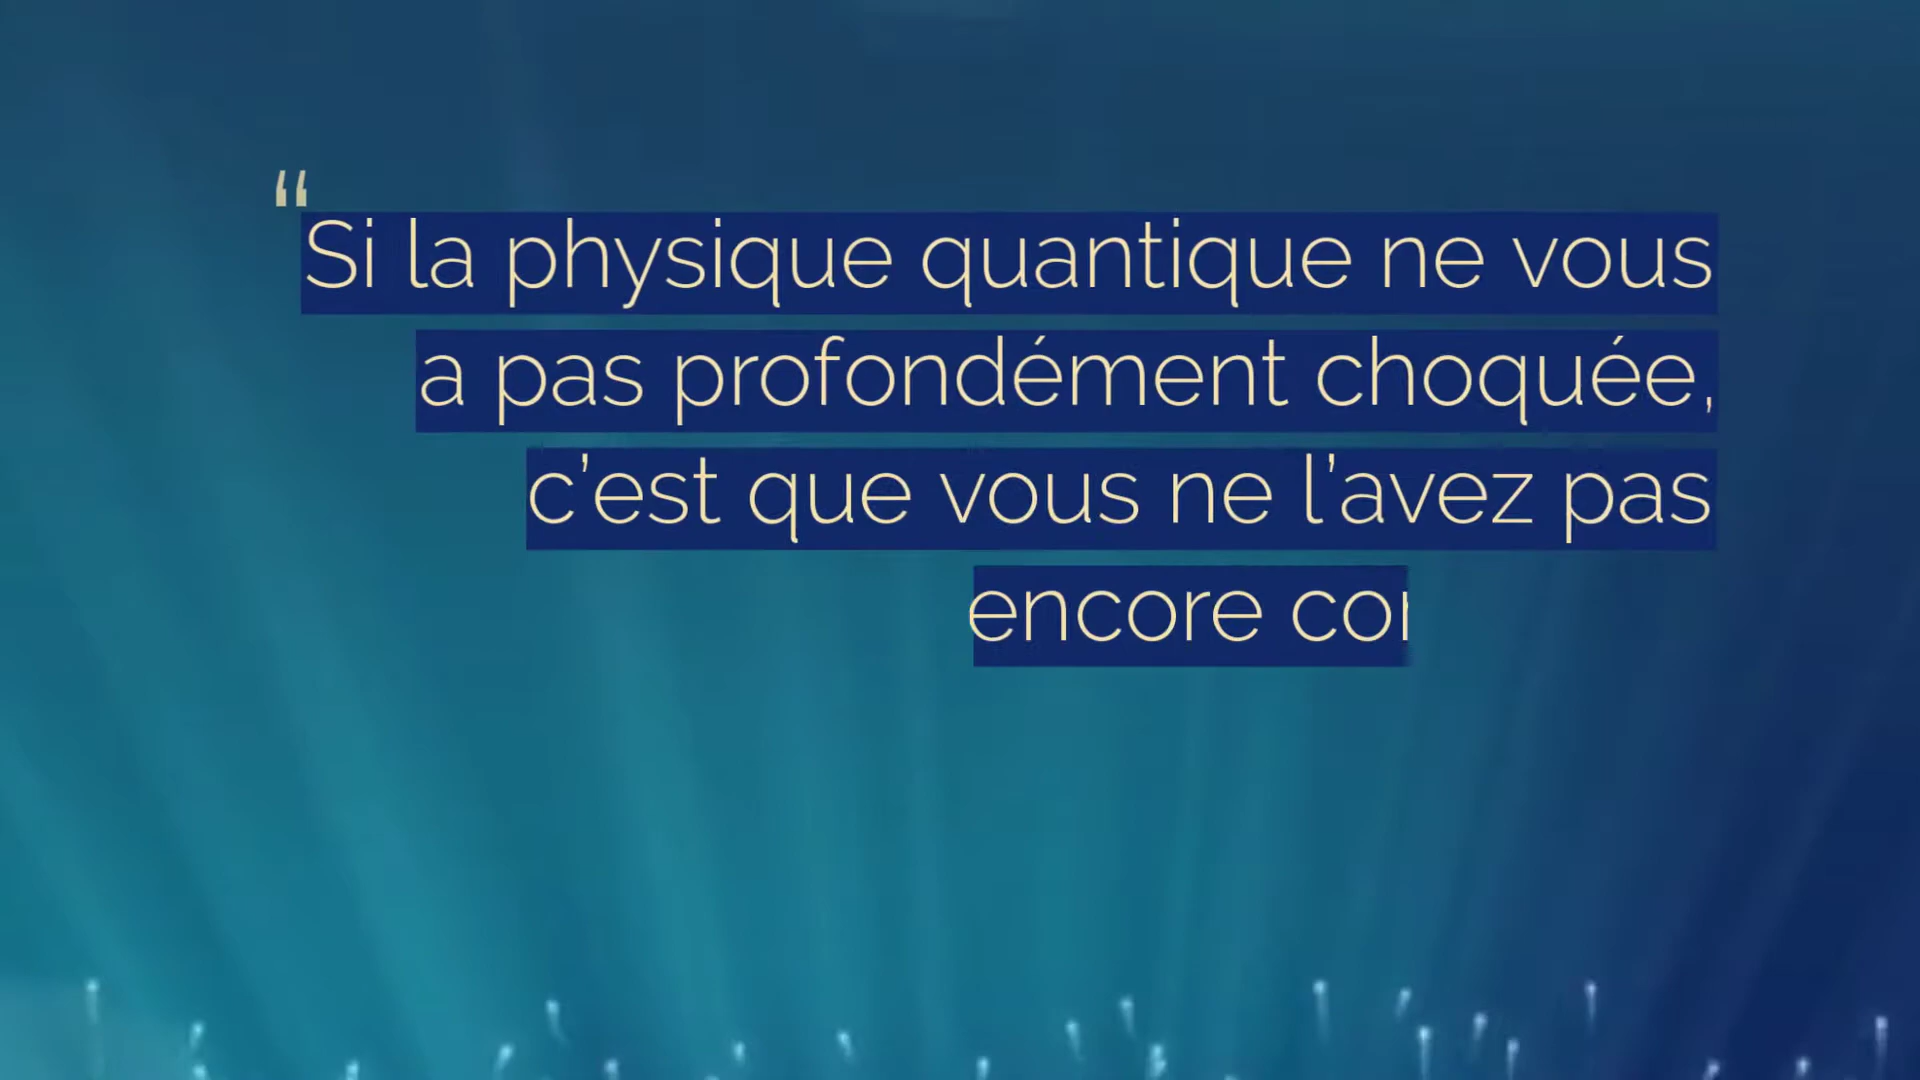 “Si la physique quantique ne vous
a pas profondément choquée,
c’est que vous ne l’avez pas
encore